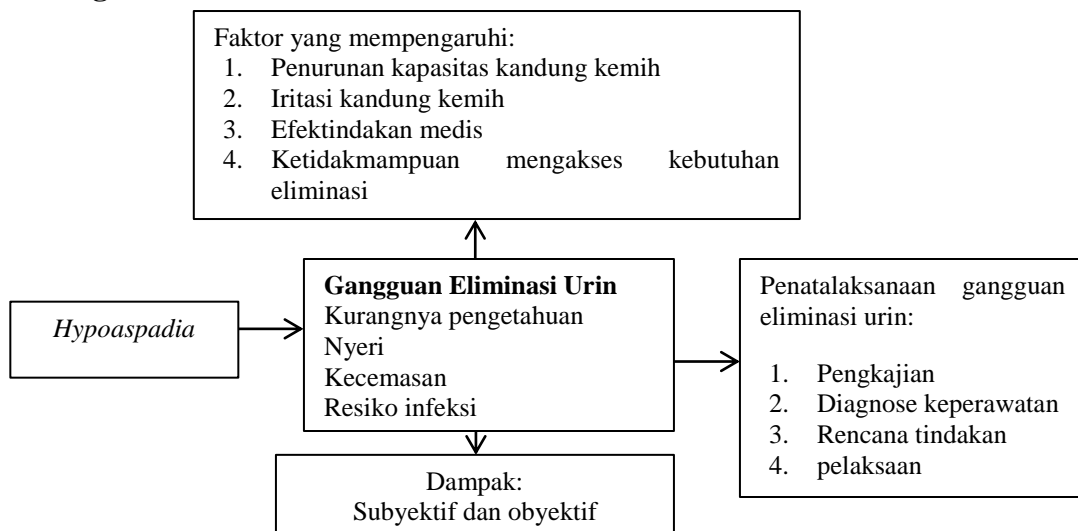 Faktor yang mempengaruhi:
1. Penurunan kapasitas kandung kemih
2. Iritasi kandung kemih
3. Efektindakan medis
4. Ketidakmampuan mengakses kebutuhan
eliminasi
Hypoaspadia
Gangguan Eliminasi Urin
Kurangnya pengetahuan
Nyeri
Kecemasan
Resiko infeksi
Penatalaksanaan gangguan
eliminasi urin:
1. Pengkajian
2. Diagnose keperawatan
3. Rencana tindakan
4. pelaksaan
Dampak:
Subyektif dan obyektif